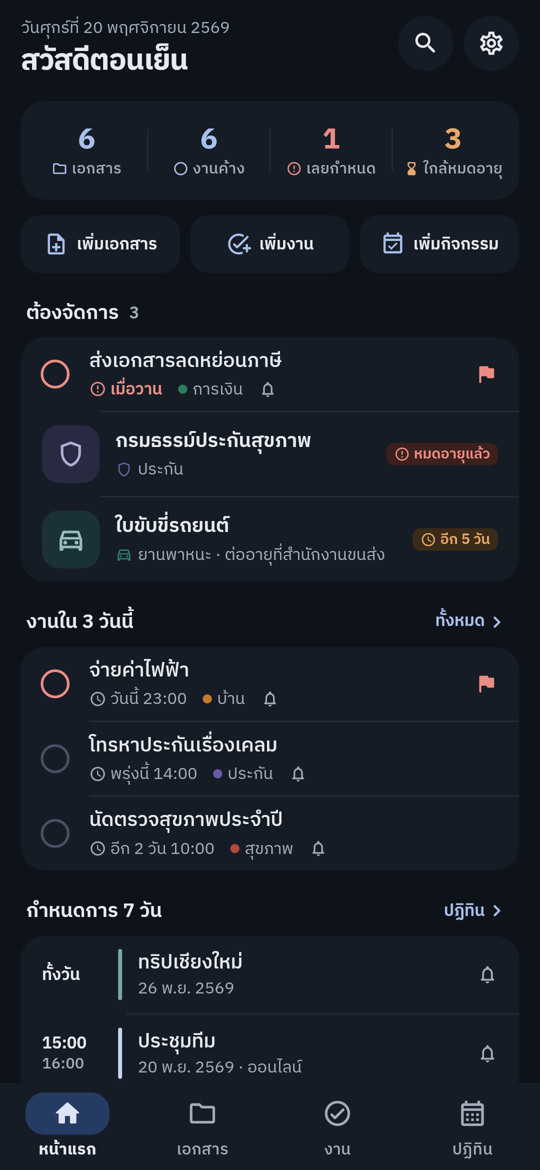 วันศุกร์ที่ 20 พฤศจิกายน 2569
สวัสดีตอนเย็น
6 6 1 3
เอกสาร งานค้าง เลยกำหนด ใกล้หมดอายุ
เพิ่มเอกสาร เพิ่มงาน เพิ่มกิจกรรม
ต้องจัดการ 3
ส่งเอกสารลดหย่อนภาษี
เมื่อวาน การเงิน
กรมธรรม์ประกันสุขภาพ
หมดอายุแล้ว
ประกัน
ใบขับขี่รถยนต์
อีก 5 วัน
ยานพาหนะ · ต่ออายุที่สำนักงานขนส่ง
งานใน 3 วันนี้ ทั้งหมด
จ่ายค่าไฟฟ้า
วันนี้ 23:00 บ้าน
โทรหาประกันเรื่องเคลม
พรุ่งนี้ 14:00 ประกัน
นัดตรวจสุขภาพประจำปี
อีก 2 วัน 10:00 สุขภาพ
กำหนดการ 7 วัน ปฏิทิน
ทั้งวัน ทริปเชียงใหม่
26 พ.ย. 2569
15:00 ประชุมทีม
16:00 20 พ.ย. 2569 · ออนไลน์
หน้าแรก เอกสาร งาน ปฏิทิน